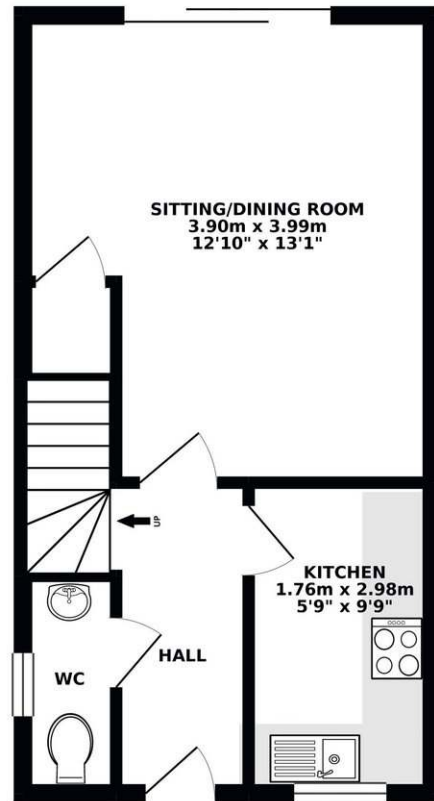 SITTING/DINING ROOM
3.90m x 3.99m
12'10" x 13'1"
UP
KITCHEN
1.76m x 2.98m
5'9" x 9'9"
HALL
WC